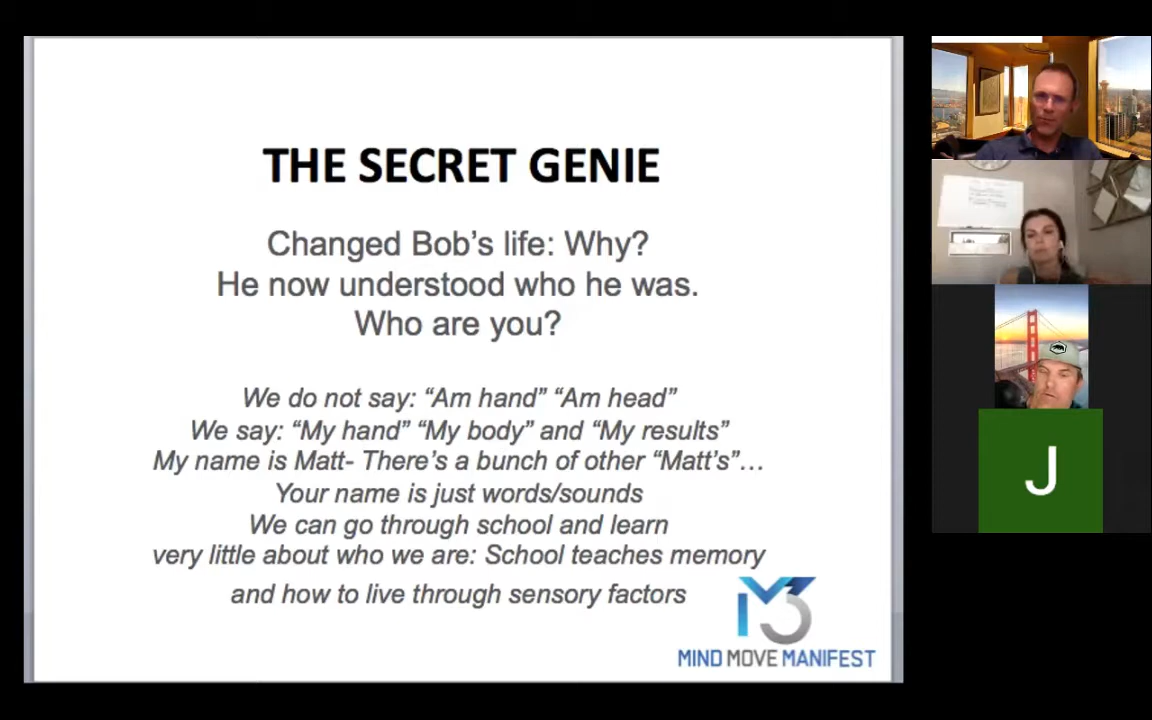 THE SECRET GENIE
Changed Bob's life: Why?
He now understood who he was.
Who are you?
We do not say: “Am hand” “Am head”
We say: “My hand” “My body” and “My results”
My name is Matt- There's a bunch of other “Matt's”...
Your name is just words/sounds
We can go through school and learn
very little about who we are: School teaches memory
and how to live through sensory factors
M3
MIND MOVE MANIFEST
J